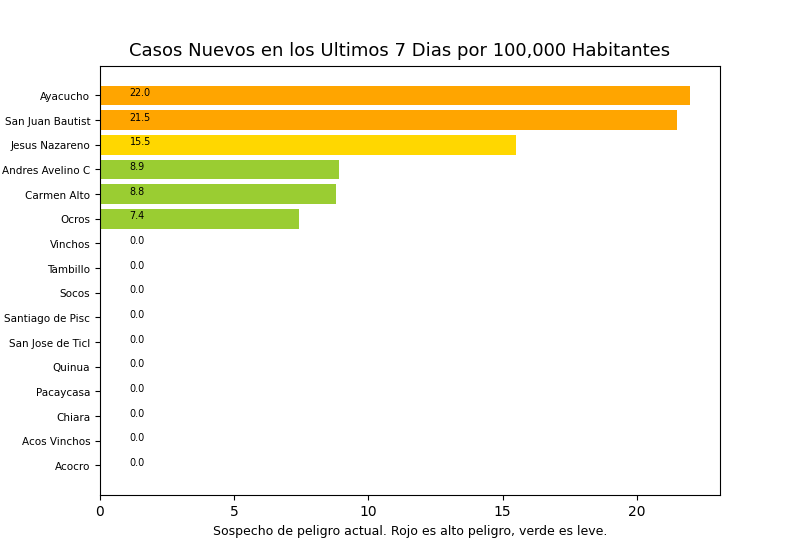 Casos Nuevos en los Ultimos 7 Dias por 100,000 Habitantes
Ayacucho 22.0
San Juan Bautist 21.5
Jesus Nazareno 15.5
Andres Avelino C 8.9
Carmen Alto 8.8
Ocros 7.4
Vinchos 0.0
Tambillo 0.0
Socos 0.0
Santiago de Pisc 0.0
San Jose de Ticl 0.0
Quinua 0.0
Pacaycasa 0.0
Chiara 0.0
Acos Vinchos 0.0
Acocro 0.0
0 5 10 15 20
Sospecho de peligro actual. Rojo es alto peligro, verde es leve.